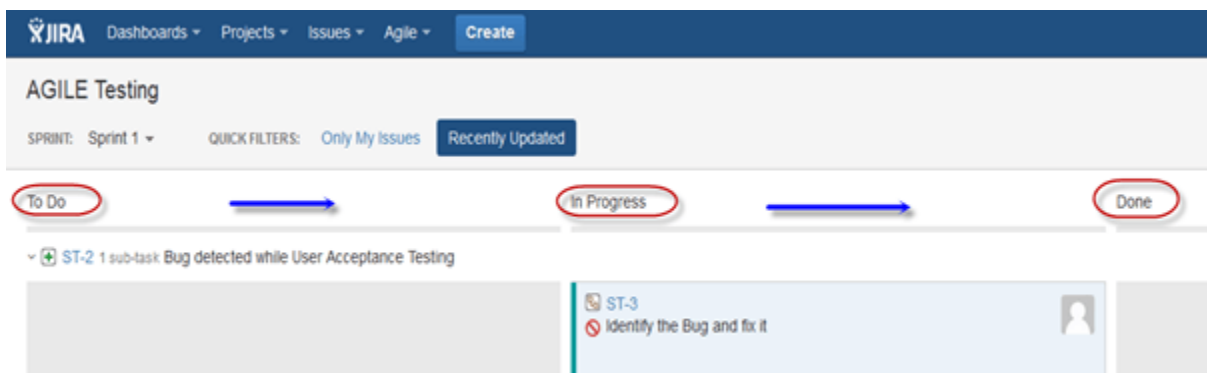 JIRA Dashboards Projects Issues Agile Create
AGILE Testing
SPRINT: Sprint 1 QUICK FILTERS: Only My Issues Recently Updated
To Do In Progress Done
ST-2 1 sub-task Bug detected while User Acceptance Testing
ST-3
Identify the Bug and fix it